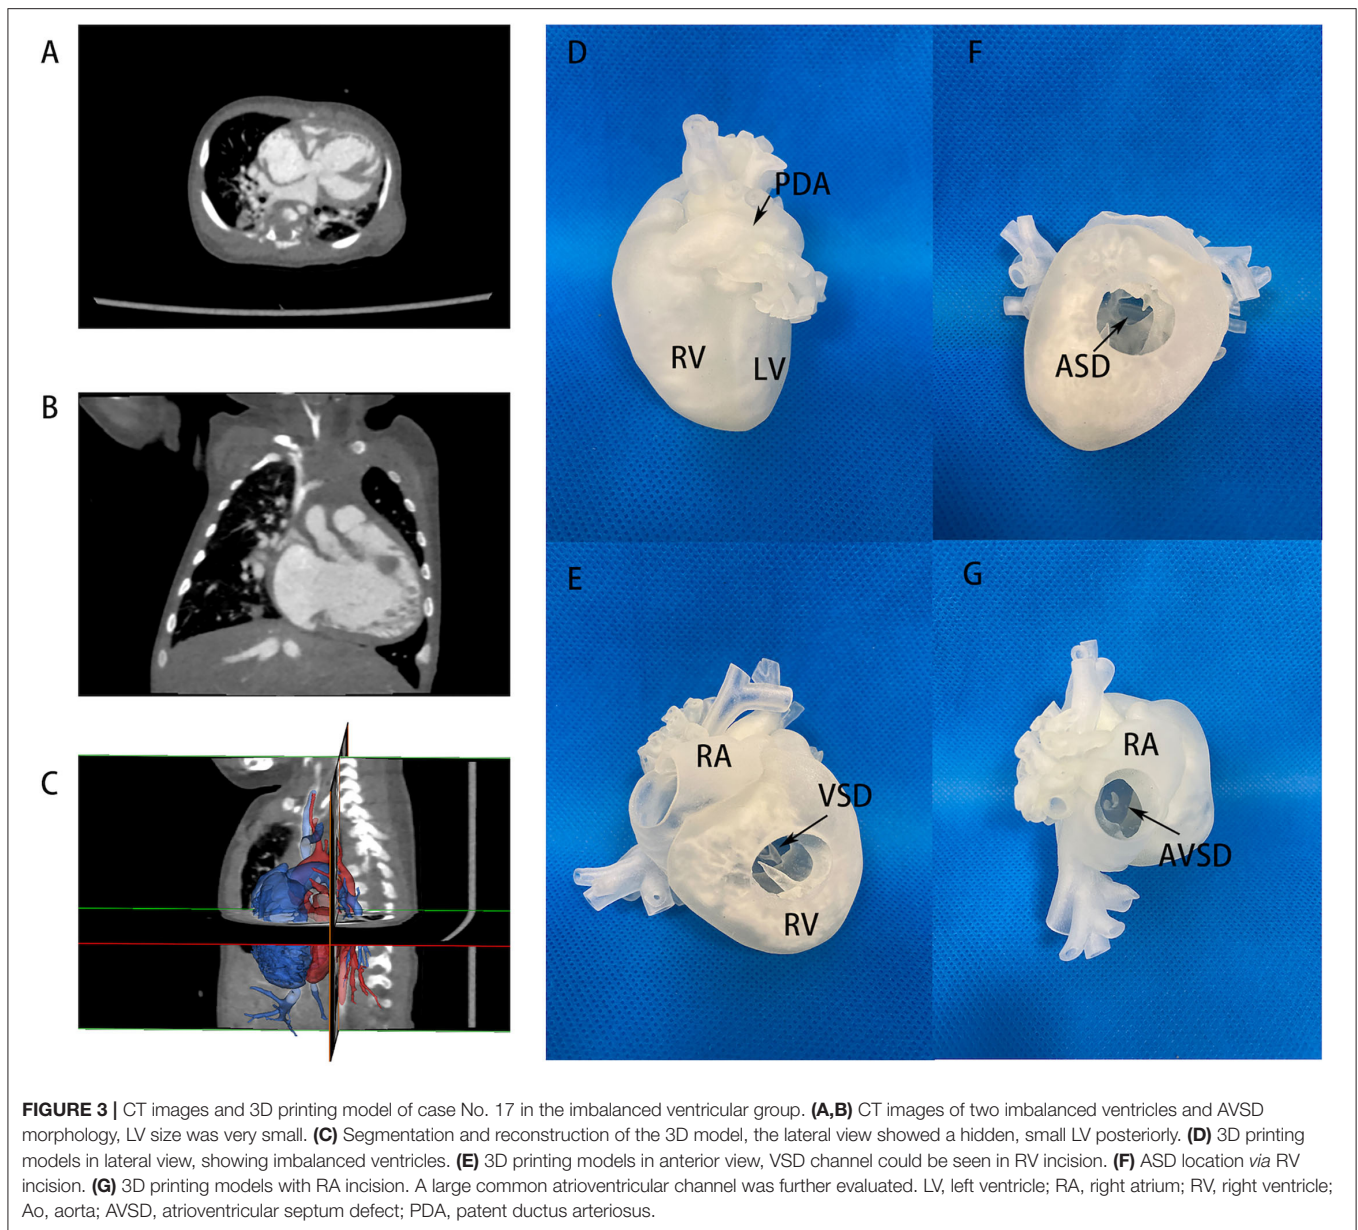 A
B
C
D
PDA
RV
LV
F
ASD
E
RA
VSD
RV
G
RA
AVSD
FIGURE 3 | CT images and 3D printing model of case No. 17 in the imbalanced ventricular group. (A,B) CT images of two imbalanced ventricles and AVSD
morphology, LV size was very small. (C) Segmentation and reconstruction of the 3D model, the lateral view showed a hidden, small LV posteriorly. (D) 3D printing
models in lateral view, showing imbalanced ventricles. (E) 3D printing models in anterior view, VSD channel could be seen in RV incision. (F) ASD location via RV
incision. (G) 3D printing models with RA incision. A large common atrioventricular channel was further evaluated. LV, left ventricle; RA, right atrium; RV, right ventricle;
Ao, aorta; AVSD, atrioventricular septum defect; PDA, patent ductus arteriosus.